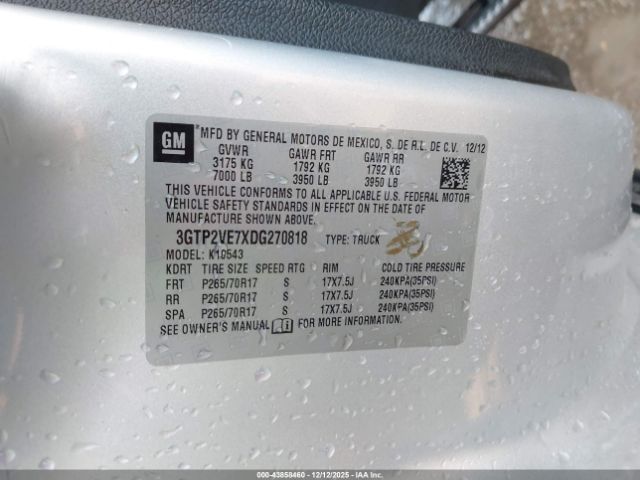 GM MFD BY GENERAL MOTORS DE MEXICO, S. DE R.L. DE C.V. 12/12
GVWR GAWR FRT GAWR RR
3175 KG 1792 KG 1792 KG
7000 LB 3950 LB 3950 LB
THIS VEHICLE CONFORMS TO ALL APPLICABLE U.S. FEDERAL MOTOR
VEHICLE SAFETY STANDARDS IN EFFECT ON THE DATE OF
MANUFACTURE SHOWN ABOVE.
3GTP2VE7XDG270818 TYPE: TRUCK
MODEL: K10543
KDRT TIRE SIZE SPEED RTG RIM COLD TIRE PRESSURE
FRT P265/70R17 S 17X7.5J 240KPA(35PSI)
RR P265/70R17 S 17X7.5J 240KPA(35PSI)
SPA P265/70R17 S 17X7.5J 240KPA(35PSI)
SEE OWNER'S MANUAL FOR MORE INFORMATION.
000-43858460 - 12/12/2025 - IAAI.com